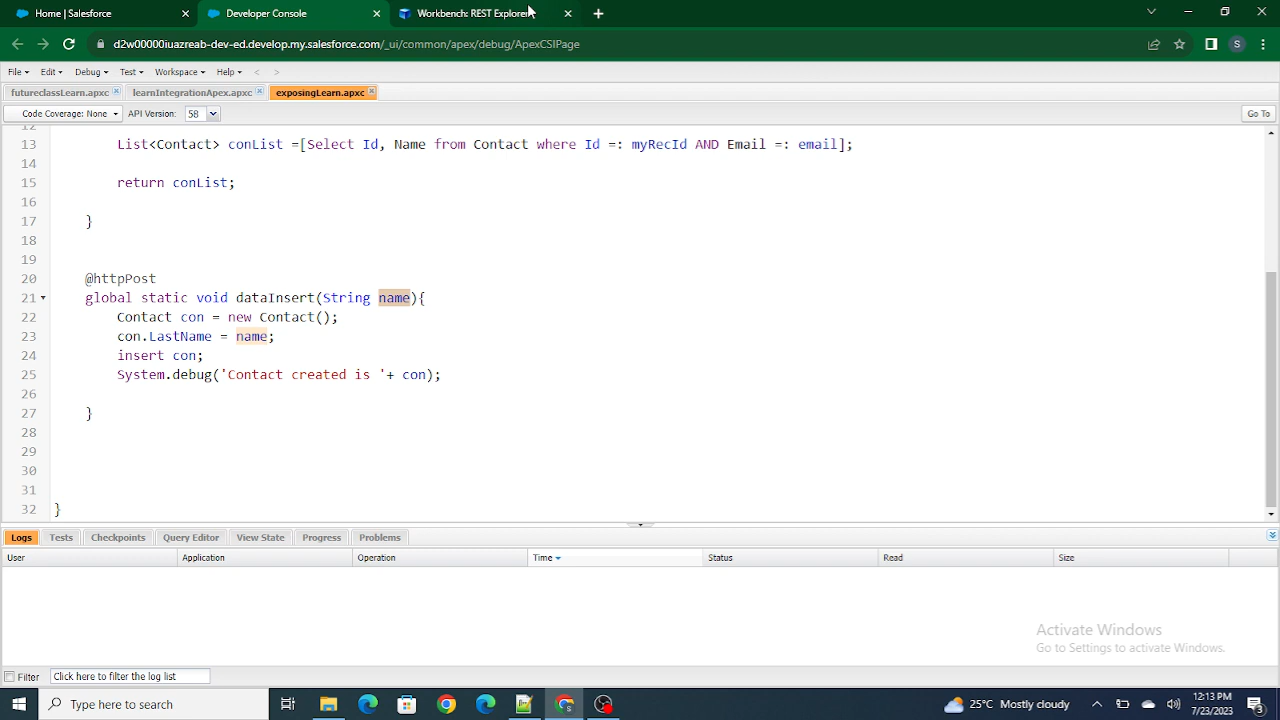 Home | Salesforce
Developer Console
Workbench: REST Explorer
d2w00000iuazreab-dev-ed.develop.my.salesforce.com/_ui/common/apex/debug/ApexCSIPage
S
File
Edit
Debug
Test
Workspace
Help
<
>
futureclassLearn.apxc
learnIntegrationApex.apxc
exposingLearn.apxc
Code Coverage: None
API Version:
58
Go To
12
13 List<Contact> conList =[Select Id, Name from Contact where Id =: myRecId AND Email =: email];
14
15 return conList;
16
17 }
18
19
20 @httpPost
21 global static void dataInsert(String name){
22 Contact con = new Contact();
23 con.LastName = name;
24 insert con;
25 System.debug('Contact created is '+ con);
26
27 }
28
29
30
31
32 }
Logs
Tests
Checkpoints
Query Editor
View State
Progress
Problems
User
Application
Operation
Time
Status
Read
Size
Activate Windows
Go to Settings to activate Windows.
Filter
Click here to filter the log list
Type here to search
25°C Mostly cloudy
12:13 PM
7/23/2023
3